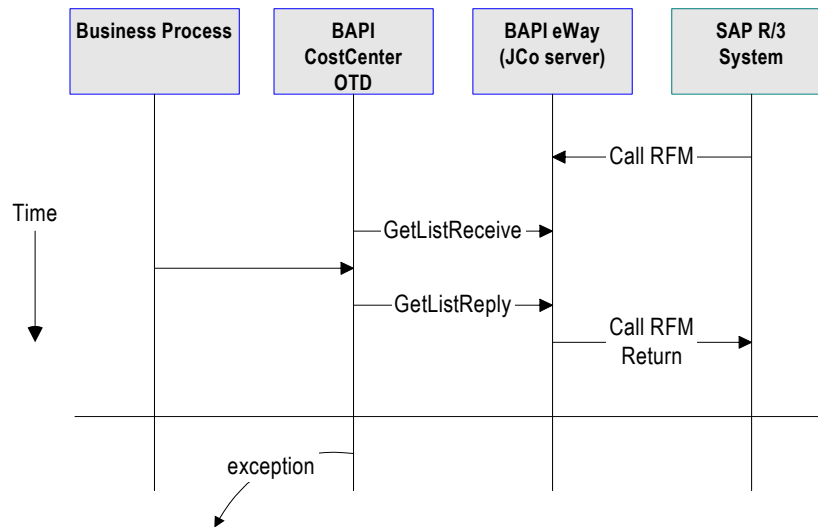 Business Process
BAPI
CostCenter
OTD
BAPI eWay
(JCo server)
SAP R/3
System
Call RFM
Time
GetListReceive
GetListReply
Call RFM
Return
exception